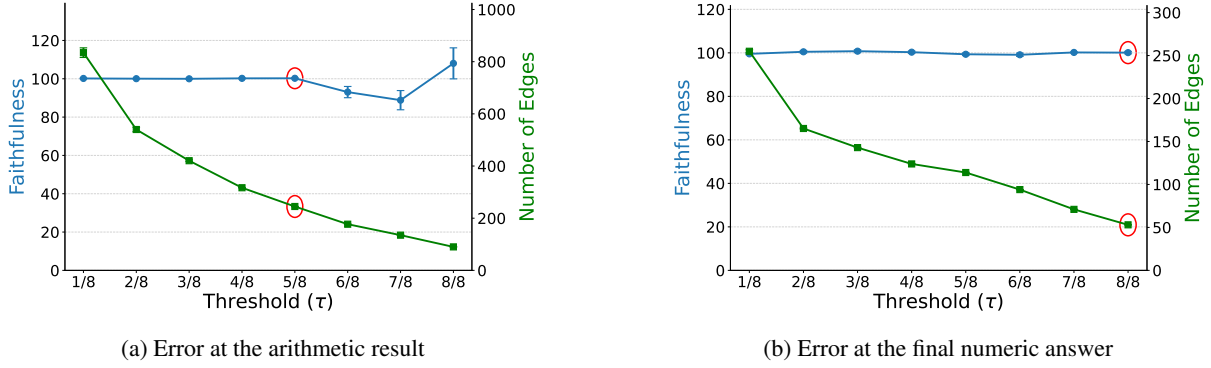 120
100
80
60
40
20
0
Faithfulness
1000
800
600
400
200
0
Number of Edges
1/8 2/8 3/8 4/8 5/8 6/8 7/8 8/8
Threshold (τ)
(a) Error at the arithmetic result
120
100
80
60
40
20
0
Faithfulness
300
250
200
150
100
50
0
Number of Edges
1/8 2/8 3/8 4/8 5/8 6/8 7/8 8/8
Threshold (τ)
(b) Error at the final numeric answer